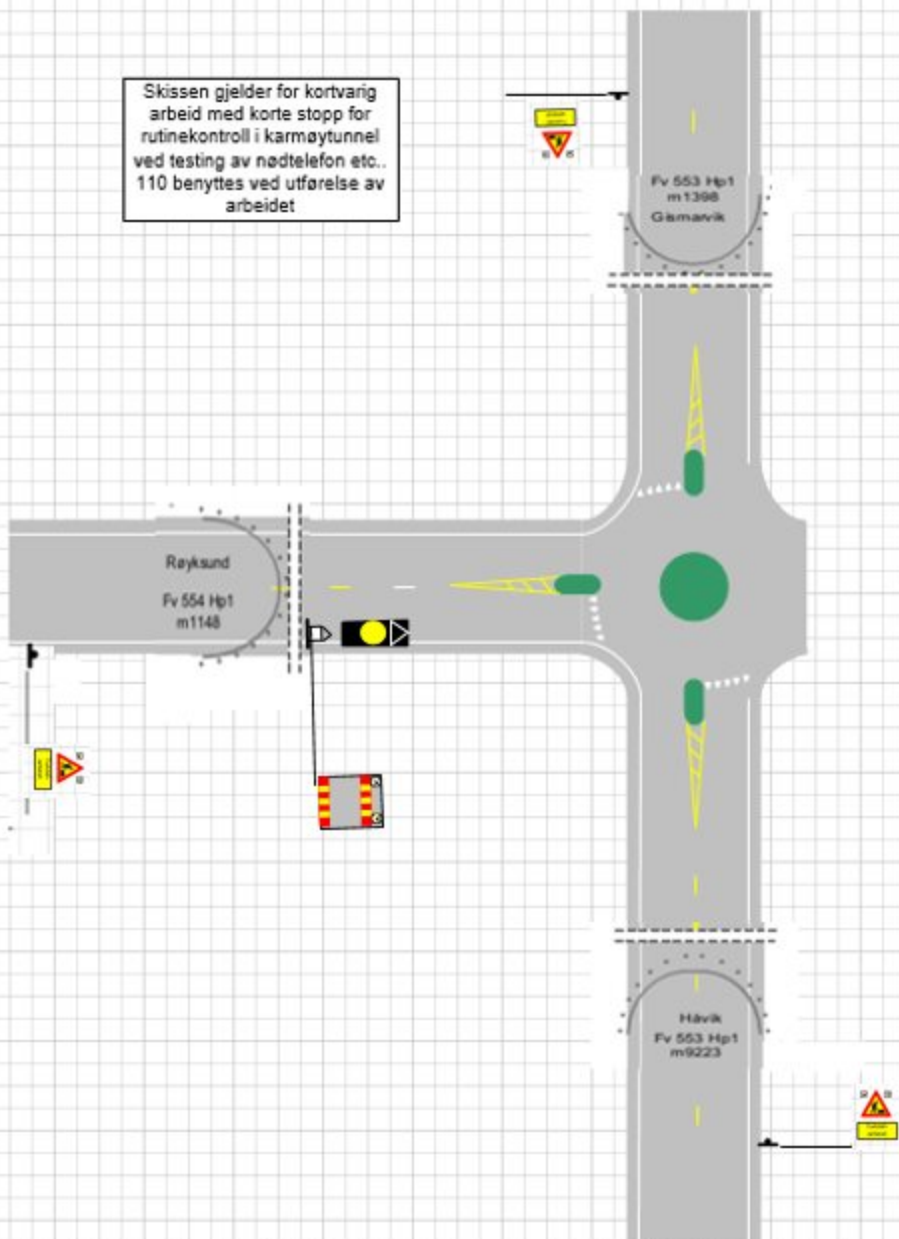 Skissen gjelder for kortvarig
arbeid med korte stopp for
rutinekontroll i karmøytunnel
ved testing av nødtelefon etc..
110 benyttes ved utførelse av
arbeidet
Fv 553 Hp1
m1398
Gismarvik
Røyksund
Fv 554 Hp1
m1148
Håvik
Fv 553 Hp1
m9223